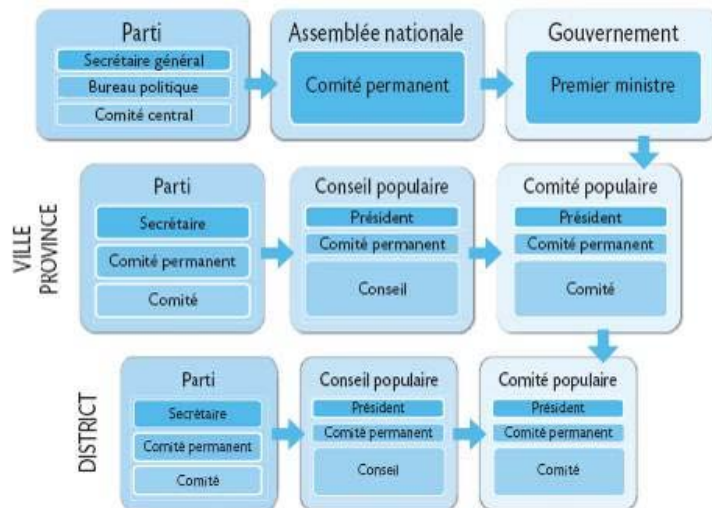 Parti
Secrétaire général
Bureau politique
Comité central
Assemblée nationale
Comité permanent
Gouvernement
Premier ministre
VILLE
PROVINCE
Parti
Secrétaire
Comité permanent
Comité
Conseil populaire
Président
Comité permanent
Conseil
Comité populaire
Président
Comité permanent
Comité
DISTRICT
Parti
Secrétaire
Comité permanent
Comité
Conseil populaire
Président
Comité permanent
Conseil
Comité populaire
Président
Comité permanent
Comité